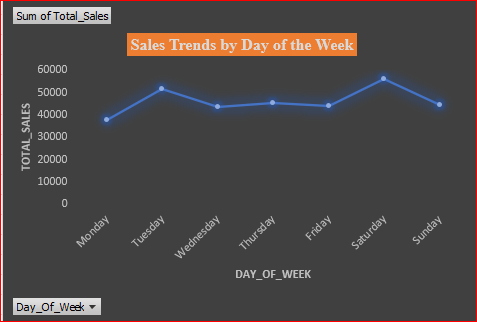 Sum of Total_Sales
Sales Trends by Day of the Week
60000
50000
40000
30000
20000
10000
0
TOTAL_SALES
Monday
Tuesday
Wednesday
Thursday
Friday
Saturday
Sunday
DAY_OF_WEEK
Day_Of_Week